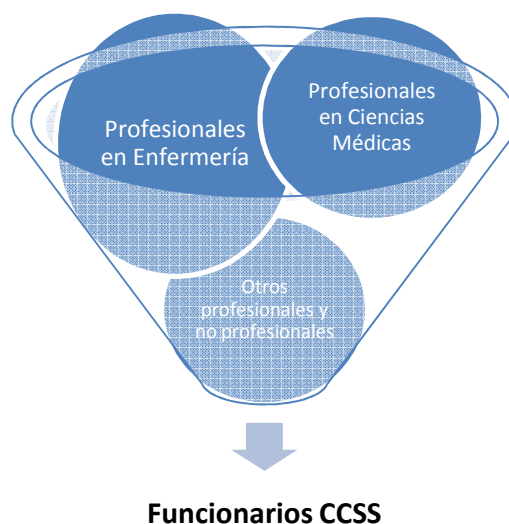 Profesionales
en Enfermería
Profesionales
en Ciencias
Médicas
Otros
profesionales y
no profesionales
Funcionarios CCSS